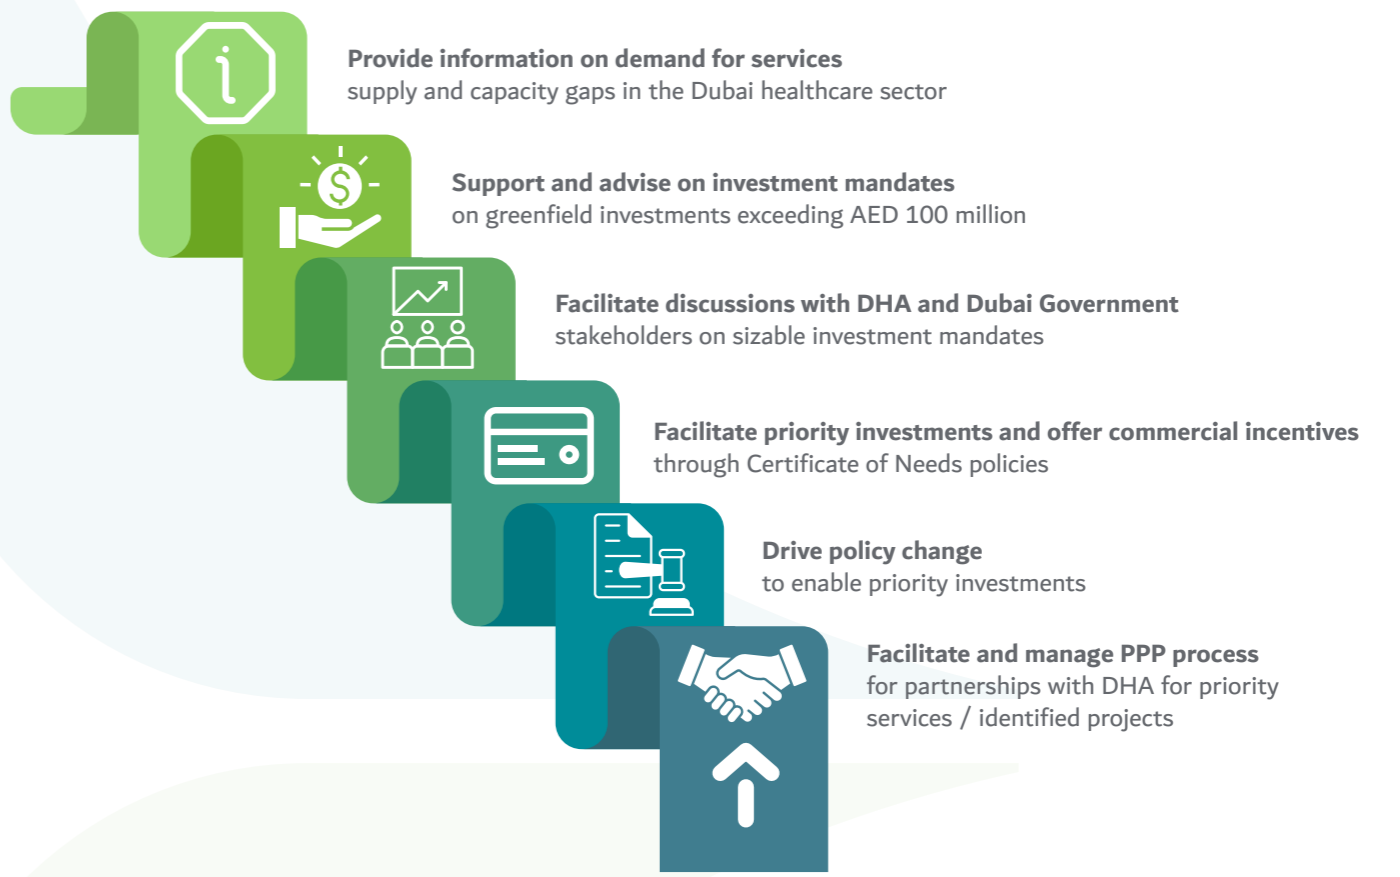 Provide information on demand for services
supply and capacity gaps in the Dubai healthcare sector
Support and advise on investment mandates
on greenfield investments exceeding AED 100 million
Facilitate discussions with DHA and Dubai Government
stakeholders on sizable investment mandates
Facilitate priority investments and offer commercial incentives
through Certificate of Needs policies
Drive policy change
to enable priority investments
Facilitate and manage PPP process
for partnerships with DHA for priority
services / identified projects